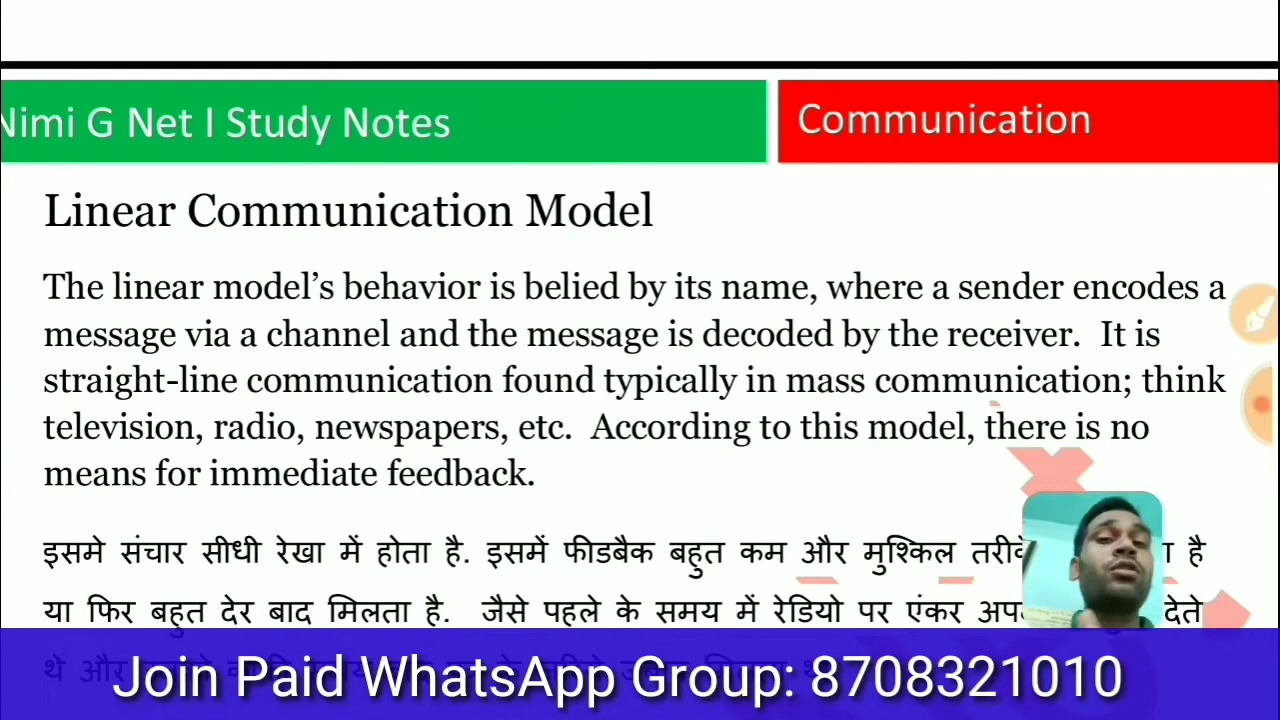 Nimi G Net I Study Notes
Communication
Linear Communication Model
The linear model’s behavior is belied by its name, where a sender encodes a
message via a channel and the message is decoded by the receiver.  It is
straight-line communication found typically in mass communication; think
television, radio, newspapers, etc.  According to this model, there is no
means for immediate feedback.
इसमे संचार सीधी रेखा में होता है. इसमें फीडबैक बहुत कम और मुश्किल है
या फिर बहुत देर बाद मिलता है.  जैसे पहले के समय में रेडियो पर एंकर देते
थे और
Join Paid WhatsApp Group: 8708321010